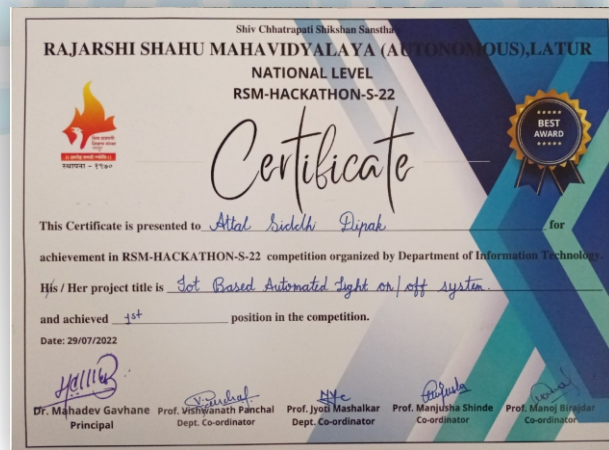 Shiv Chhatrapati Shikshan Sanstha's
RAJARSHI SHAHU MAHAVIDYALAYA (AUTONOMOUS),LATUR
NATIONAL LEVEL
RSM-HACKATHON-S-22
Certificate
BEST
AWARD
स्थापना - १९७०
This Certificate is presented to Attal Siddh Dipak for
achievement in RSM-HACKATHON-S-22 competition organized by Department of Information Technology.
His / Her project title is Iot Based Automated Light on/off system.
and achieved 1st position in the competition.
Date: 29/07/2022
Dr. Mahadev Gavhane Prof. Vishwanath Panchal Prof. Jyoti Mashalkar Prof. Manjusha Shinde Prof. Manoj Birajdar
Principal Dept. Co-ordinator Dept. Co-ordinator Co-ordinator Co-ordinator